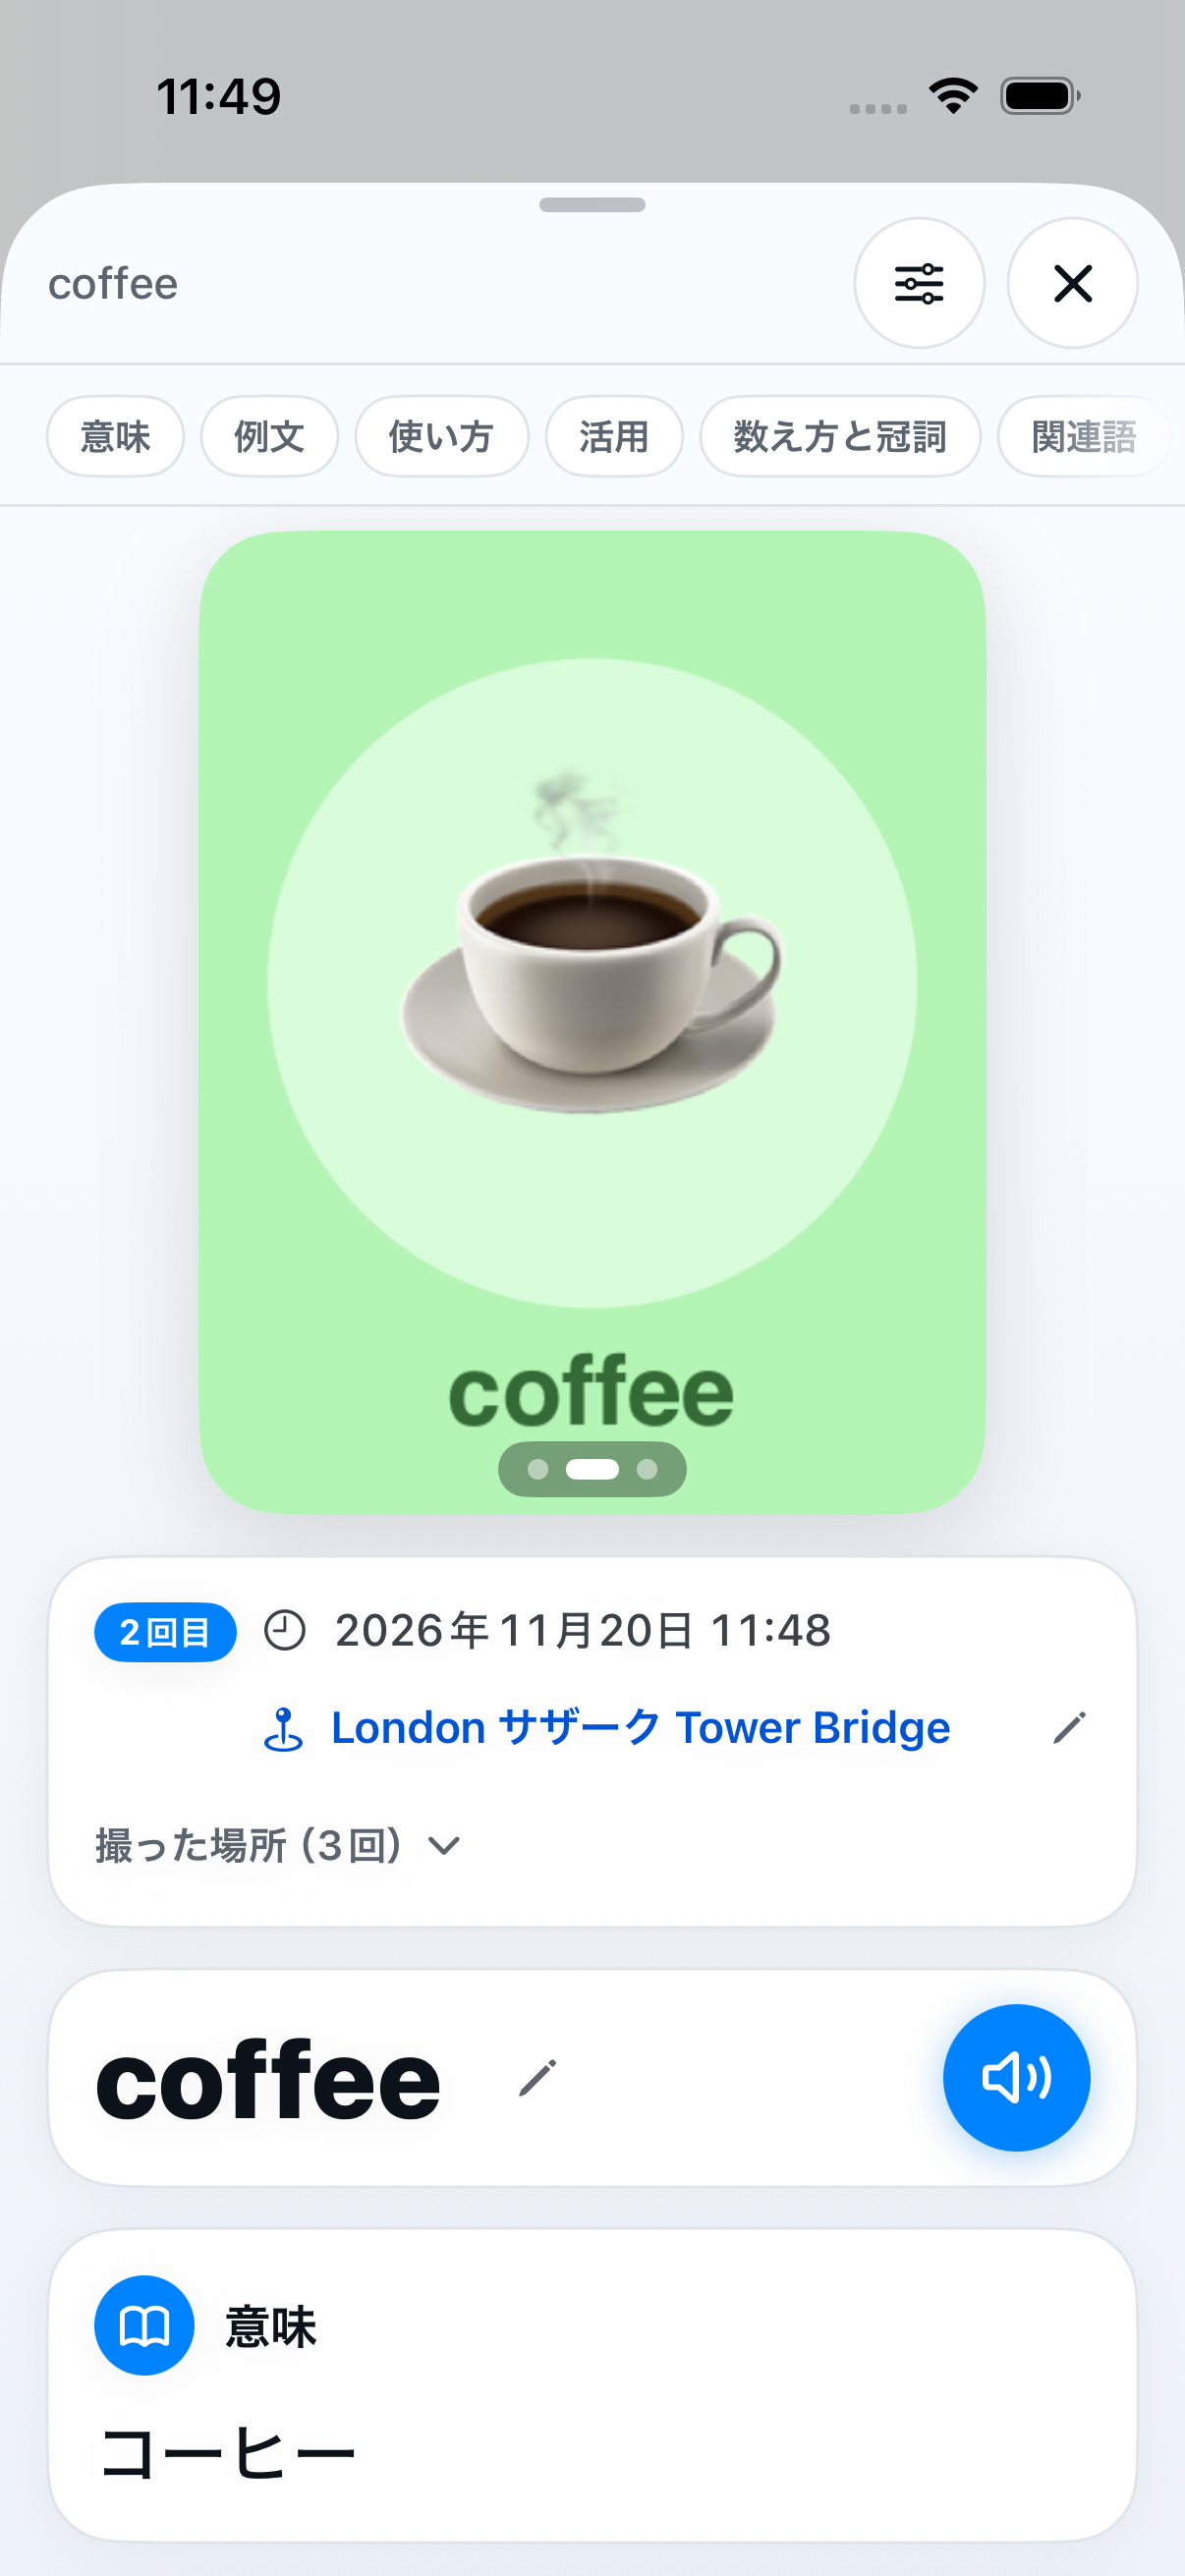 11:49
coffee
意味
例文
使い方
活用
数え方と冠詞
関連語
coffee
2回目
2026年11月20日 11:48
London サザーク Tower Bridge
撮った場所 (3回)
coffee
意味
コーヒー